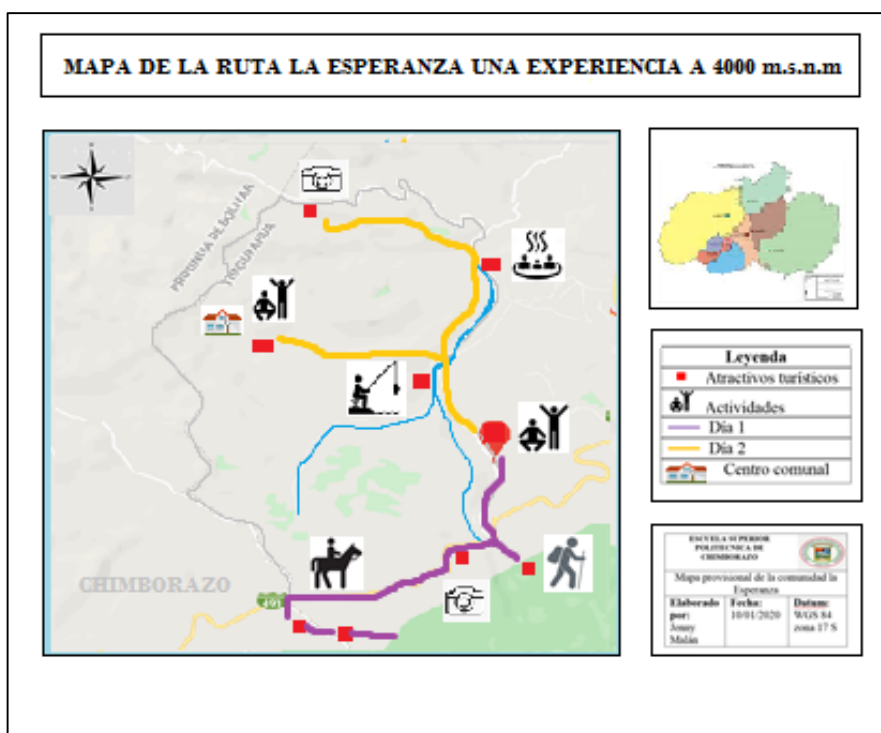 MAPA DE LA RUTA LA ESPERANZA UNA EXPERIENCIA A 4000 m.s.n.m
PROVINCIA DE BOLIVAR
TUNGURAHUA
CHIMBORAZO
491
Leyenda
Atractivos turísticos
Actividades
Día 1
Día 2
Centro comunal
ESCUELA SUPERIOR
POLITECNICA DE
CHIMBORAZO
Mapa provisional de la comunidad la
Esperanza
Elaborado
por:
Jonny
Malán
Fecha:
10/01/2020
Datum:
WGS 84
zona 17 S